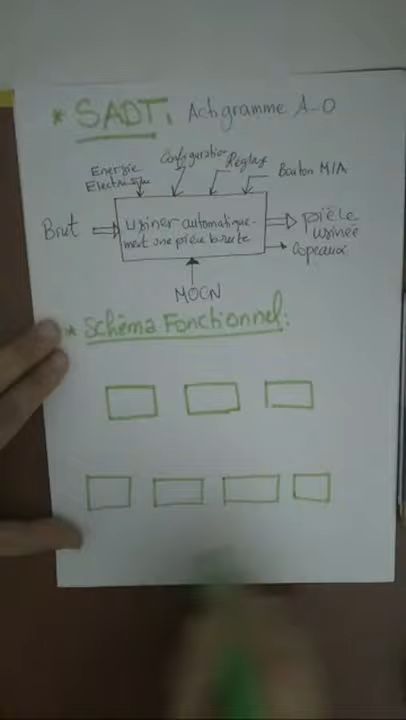 * SADT: Actigramme A-0
Energie
Electrique
Configuration
Réglage
Bouton M/A
Brut
Usiner automatique-
ment une pièce brute
pièce
usinée
Copeaux
MOCN
* Schéma Fonctionnel: